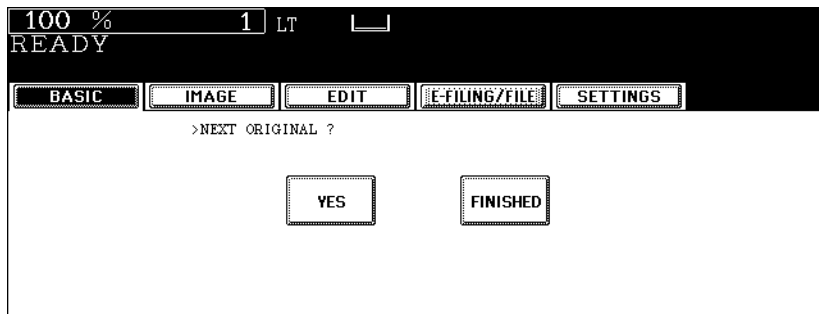 100 % 1 LT
READY
BASIC IMAGE EDIT E-FILING/FILE SETTINGS
>NEXT ORIGINAL ?
YES FINISHED